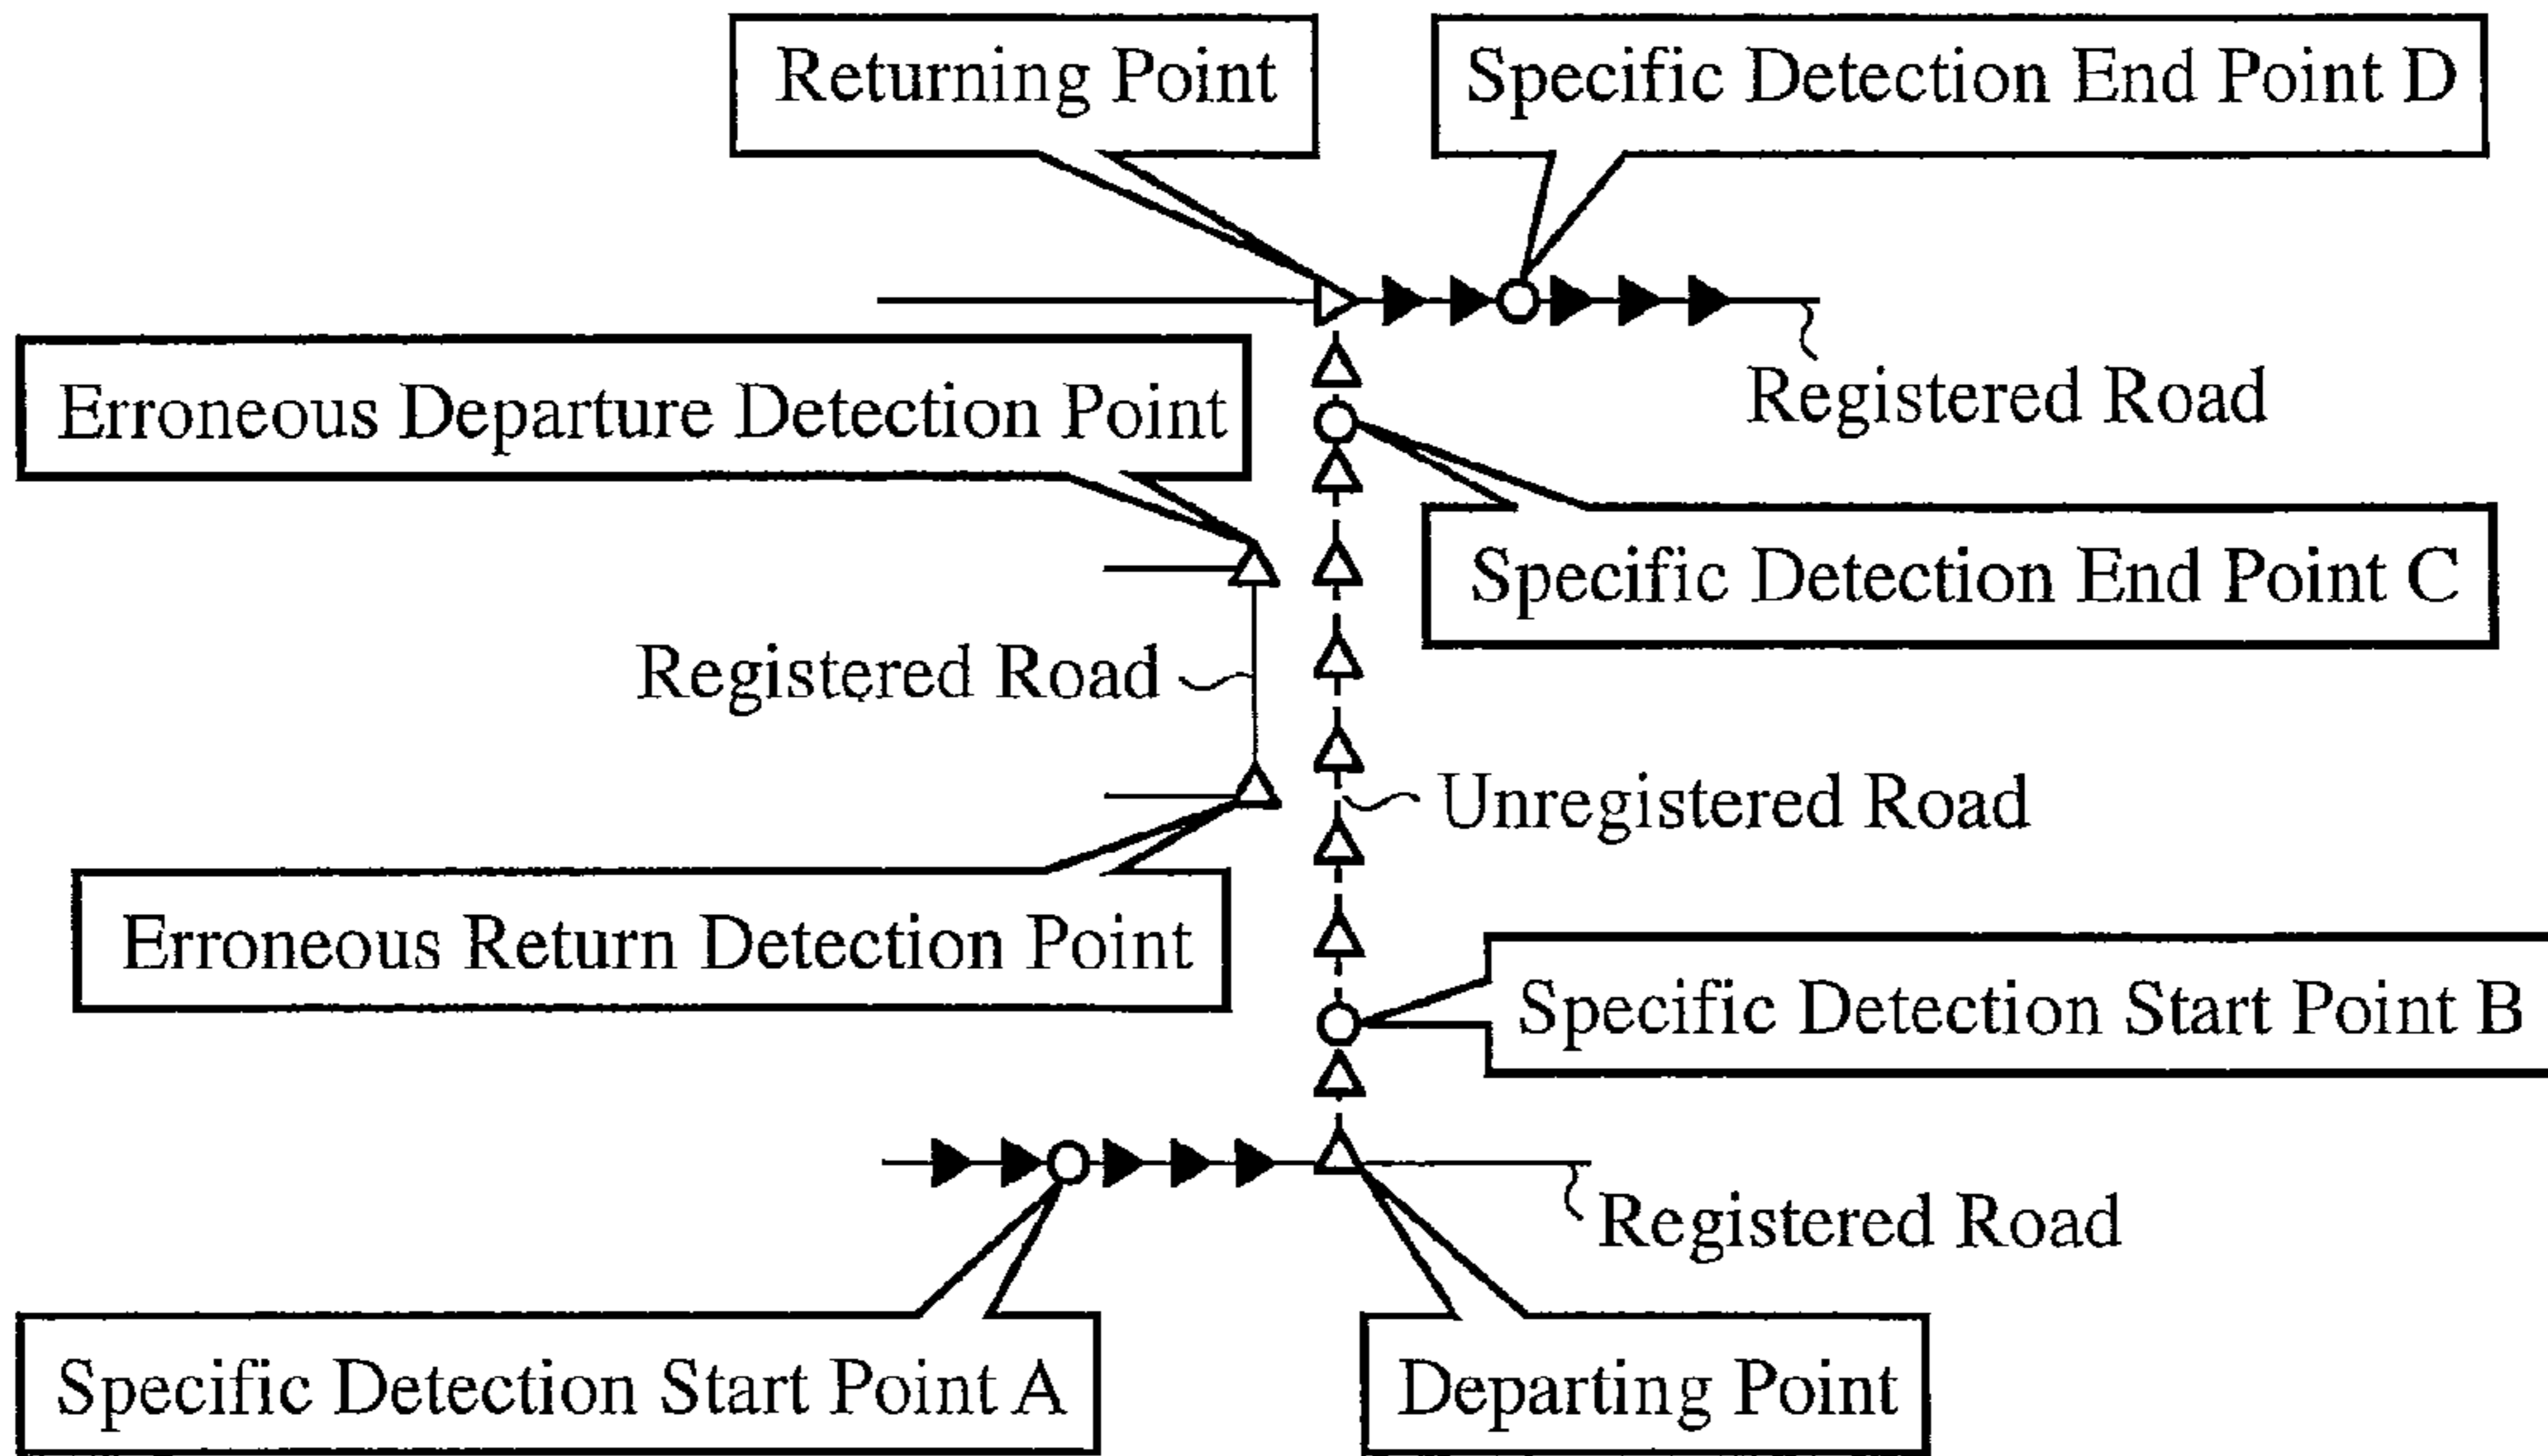 Returning Point
Specific Detection End Point D
Registered Road
Erroneous Departure Detection Point
Specific Detection End Point C
Registered Road
Unregistered Road
Erroneous Return Detection Point
Specific Detection Start Point B
Registered Road
Specific Detection Start Point A
Departing Point